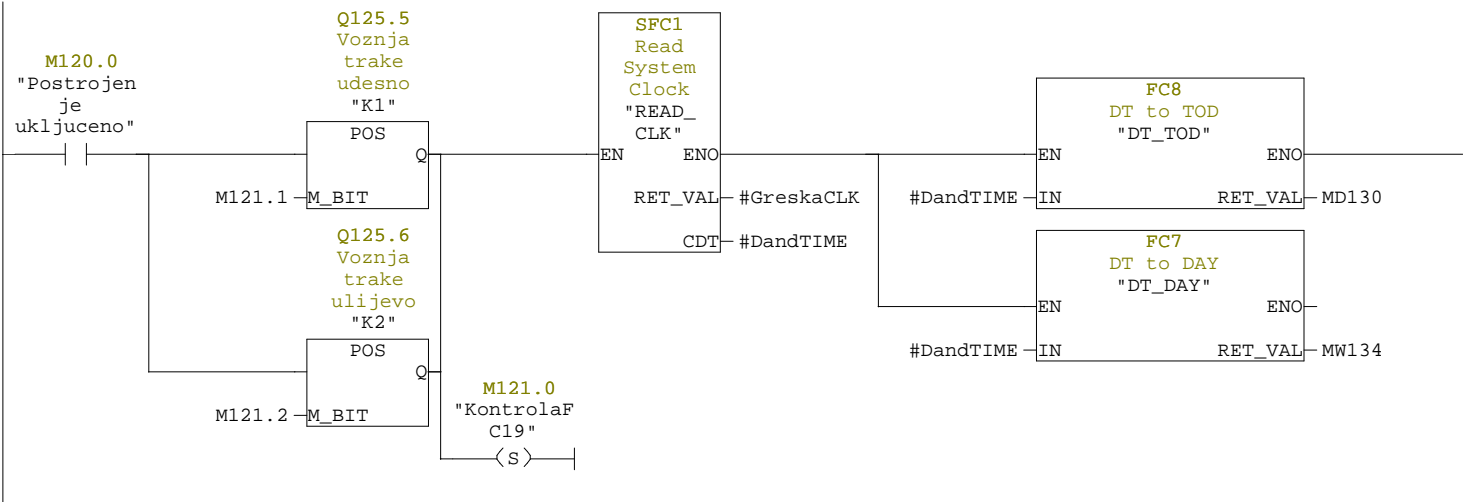 M120.0
"Postrojen
je
ukljuceno"
Q125.5
Voznja
trake
udesno
"K1"
POS
Q
M121.1
M_BIT
Q125.6
Voznja
trake
ulijevo
"K2"
POS
Q
M121.2
M_BIT
M121.0
"KontrolaF
C19"
(S)
SFC1
Read
System
Clock
"READ_
CLK"
EN ENO
RET_VAL #GreskaCLK
CDT #DandTIME
FC8
DT to TOD
"DT_TOD"
EN ENO
#DandTIME IN RET_VAL MD130
FC7
DT to DAY
"DT_DAY"
EN ENO
#DandTIME IN RET_VAL MW134